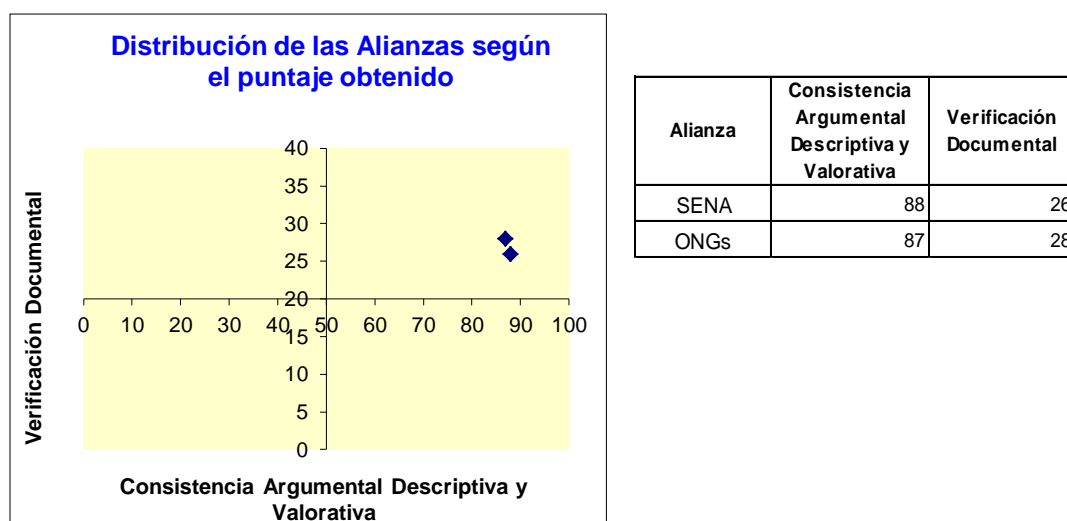 Distribución de las Alianzas según
el puntaje obtenido
Verificación Documental
40
35
30
25
20
15
10
5
0
0 10 20 30 40 50 60 70 80 90 100
Consistencia Argumental Descriptiva y
Valorativa
Alianza
Consistencia
Argumental
Descriptiva y
Valorativa
Verificación
Documental
SENA 88 26
ONGs 87 28